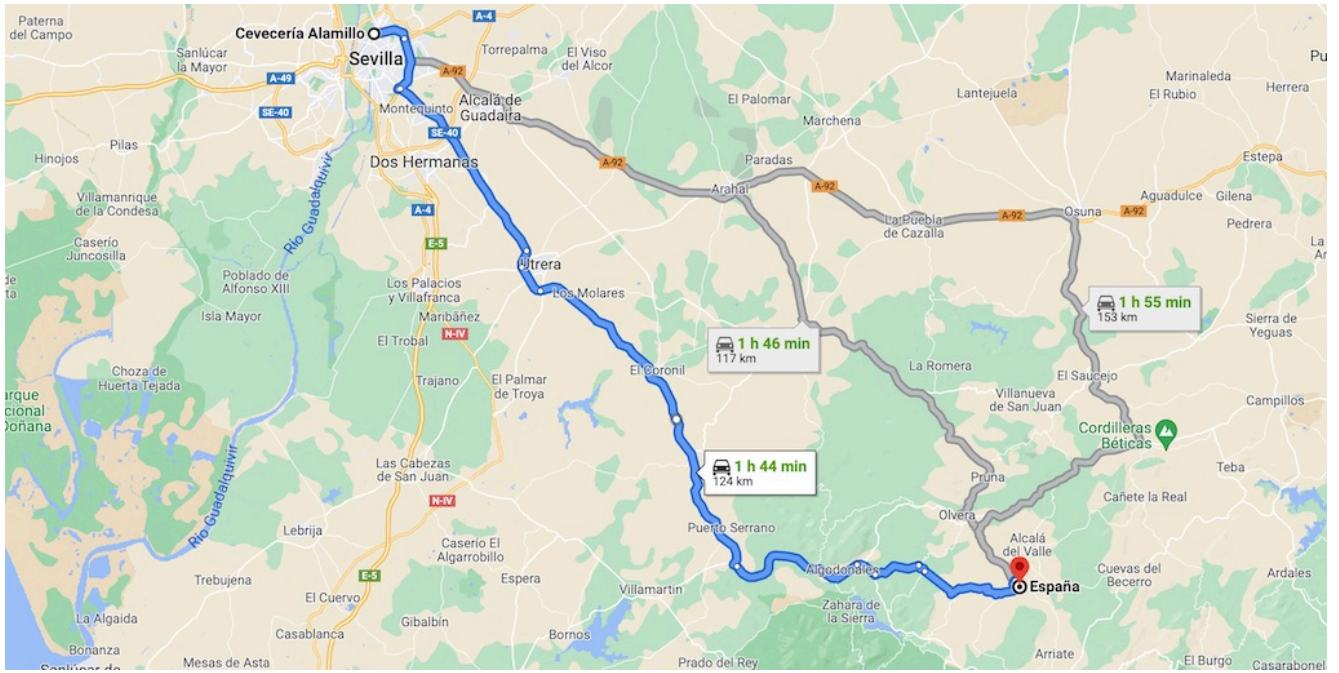 Paterna
del Campo
Cevecería Alamillo
A-4
Sanlúcar
la Mayor
Sevilla
Torrepalma
El Viso
del Alcor
A-49
A-92
Marinaleda
El Rubio
Herrera
Lantejuela
SE-40
Montequinto
Alcalá de
Guadaíra
El Palomar
Marchena
SE-40
Pilas
Hinojos
Dos Hermanas
A-92
Paradas
Estepa
Río Guadalquivir
Villamanrique
de la Condesa
Arahal
A-92
Aguadulce
Gilena
A-4
La Puebla
de Cazalla
A-92
Osuna
A-92
Pedrera
Caserío
Juncosilla
E-5
Poblado de
Alfonso XIII
Utrera
Los Palacios
y Villafranca
Los Molares
1 h 55 min
153 km
Isla Mayor
Maribáñez
Sierra de
Yeguas
El Trobal
N-IV
1 h 46 min
117 km
Choza de
Huerta Tejada
Trajano
El Palmar
de Troya
El Coronil
La Romera
El Saucejo
Villanueva
de San Juan
Campillos
Cordilleras
Béticas
Las Cabezas
de San Juan
1 h 44 min
124 km
Teba
Pruna
Cañete la Real
N-IV
Río Guadalquivir
Lebrija
Puerto Serrano
Olvera
Caserío El
Algarrobillo
Alcalá
del Valle
Trebujena
E-5
Espera
Algodonales
Cuevas del
Becerro
Ardales
El Cuervo
Villamartin
España
La Algaida
Gibalbín
Zahara de
la Sierra
Casablanca
Bornos
Bonanza
Arriate
Mesas de Asta
Prado del Rey
El Burgo